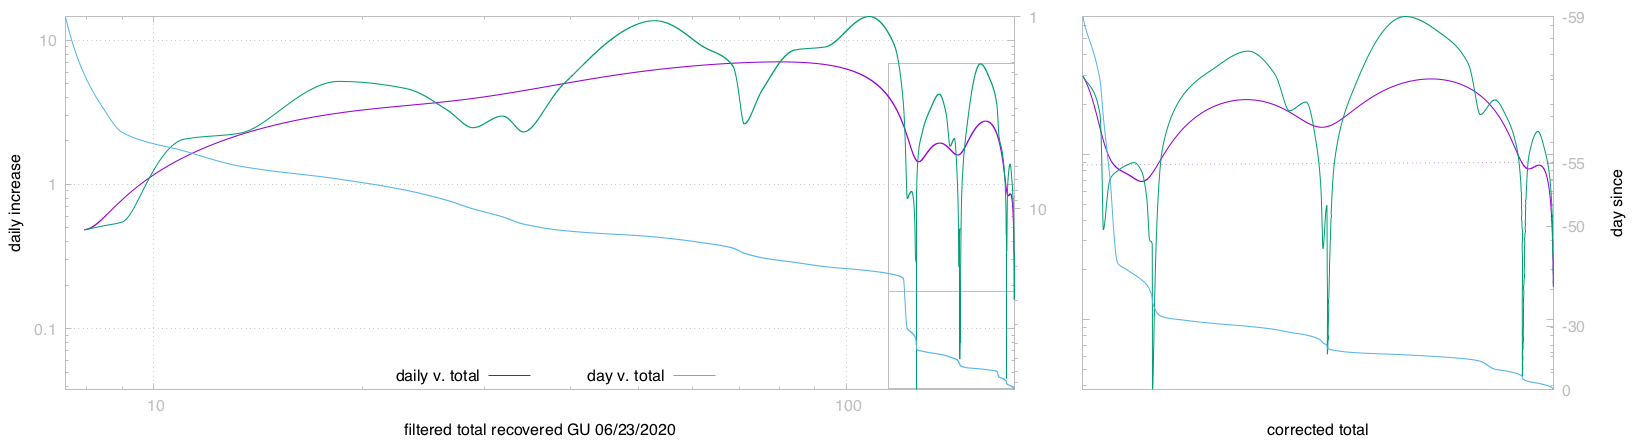 10
1
0.1
daily increase
10
100
daily v. total
day v. total
filtered total recovered GU 06/23/2020
1
10
-59
-55
-50
-30
0
day since
corrected total